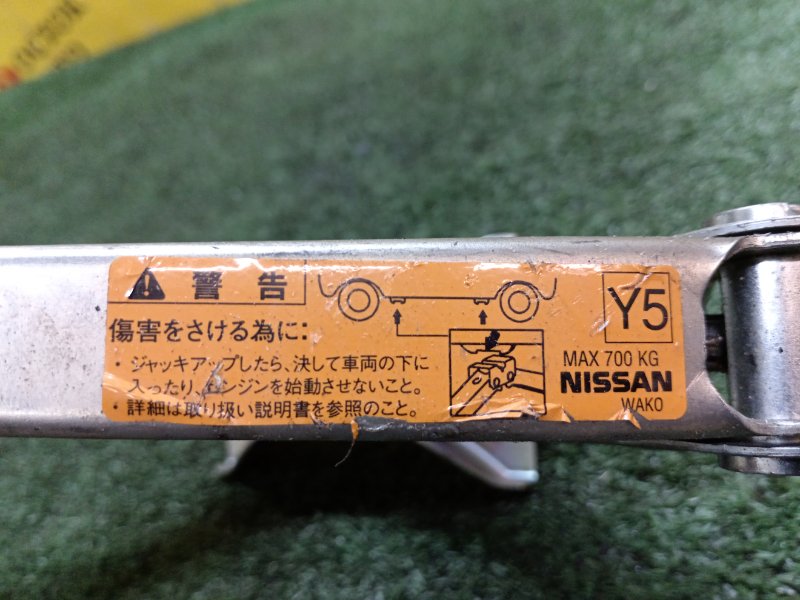 警告
傷害をさける為に:
・ジャッキアップしたら、決して車両の下に
入ったり、エンジンを始動させないこと。
・詳細は取り扱い説明書を参照のこと。
Y5
MAX 700 KG
NISSAN
WAKO